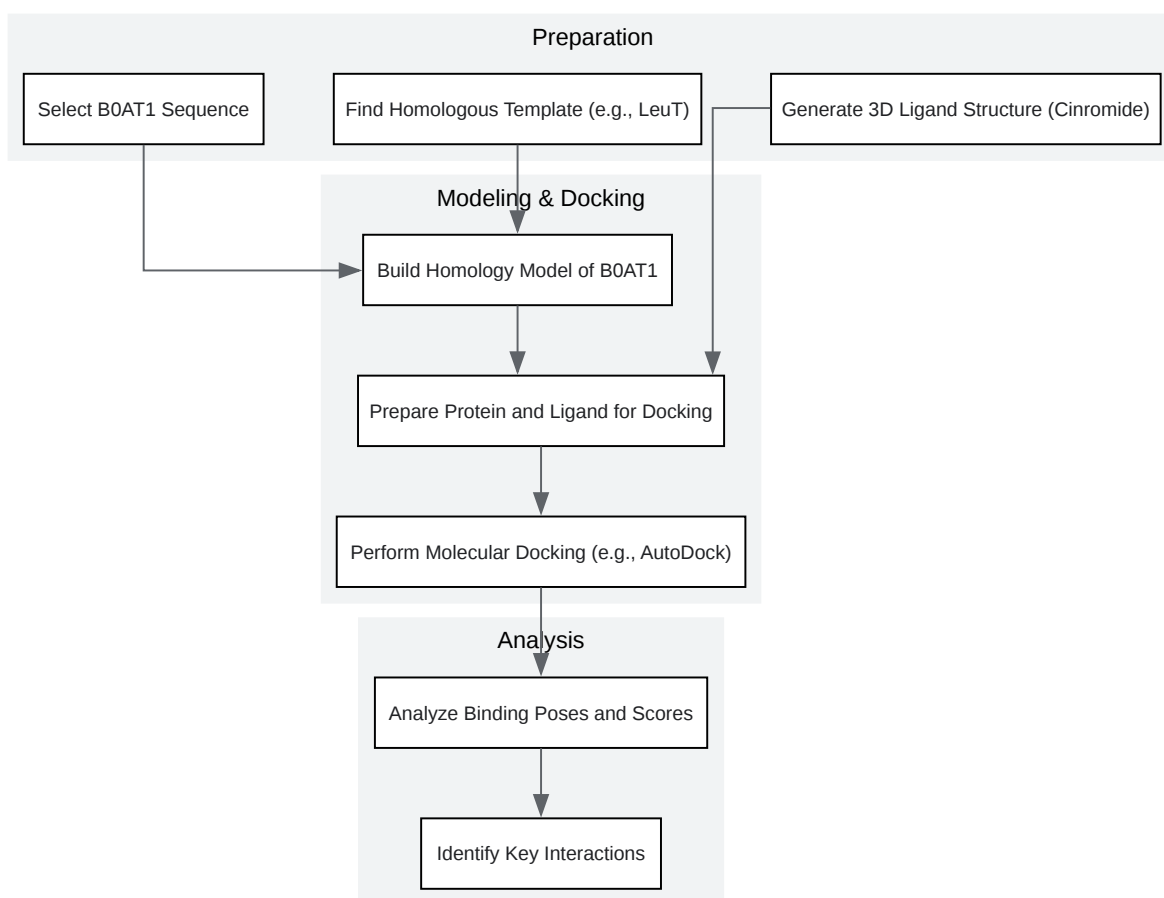 Preparation
Select B0AT1 Sequence
Find Homologous Template (e.g., LeuT)
Generate 3D Ligand Structure (Cinromide)
Modeling & Docking
Build Homology Model of B0AT1
Prepare Protein and Ligand for Docking
Perform Molecular Docking (e.g., AutoDock)
Analysis
Analyze Binding Poses and Scores
Identify Key Interactions